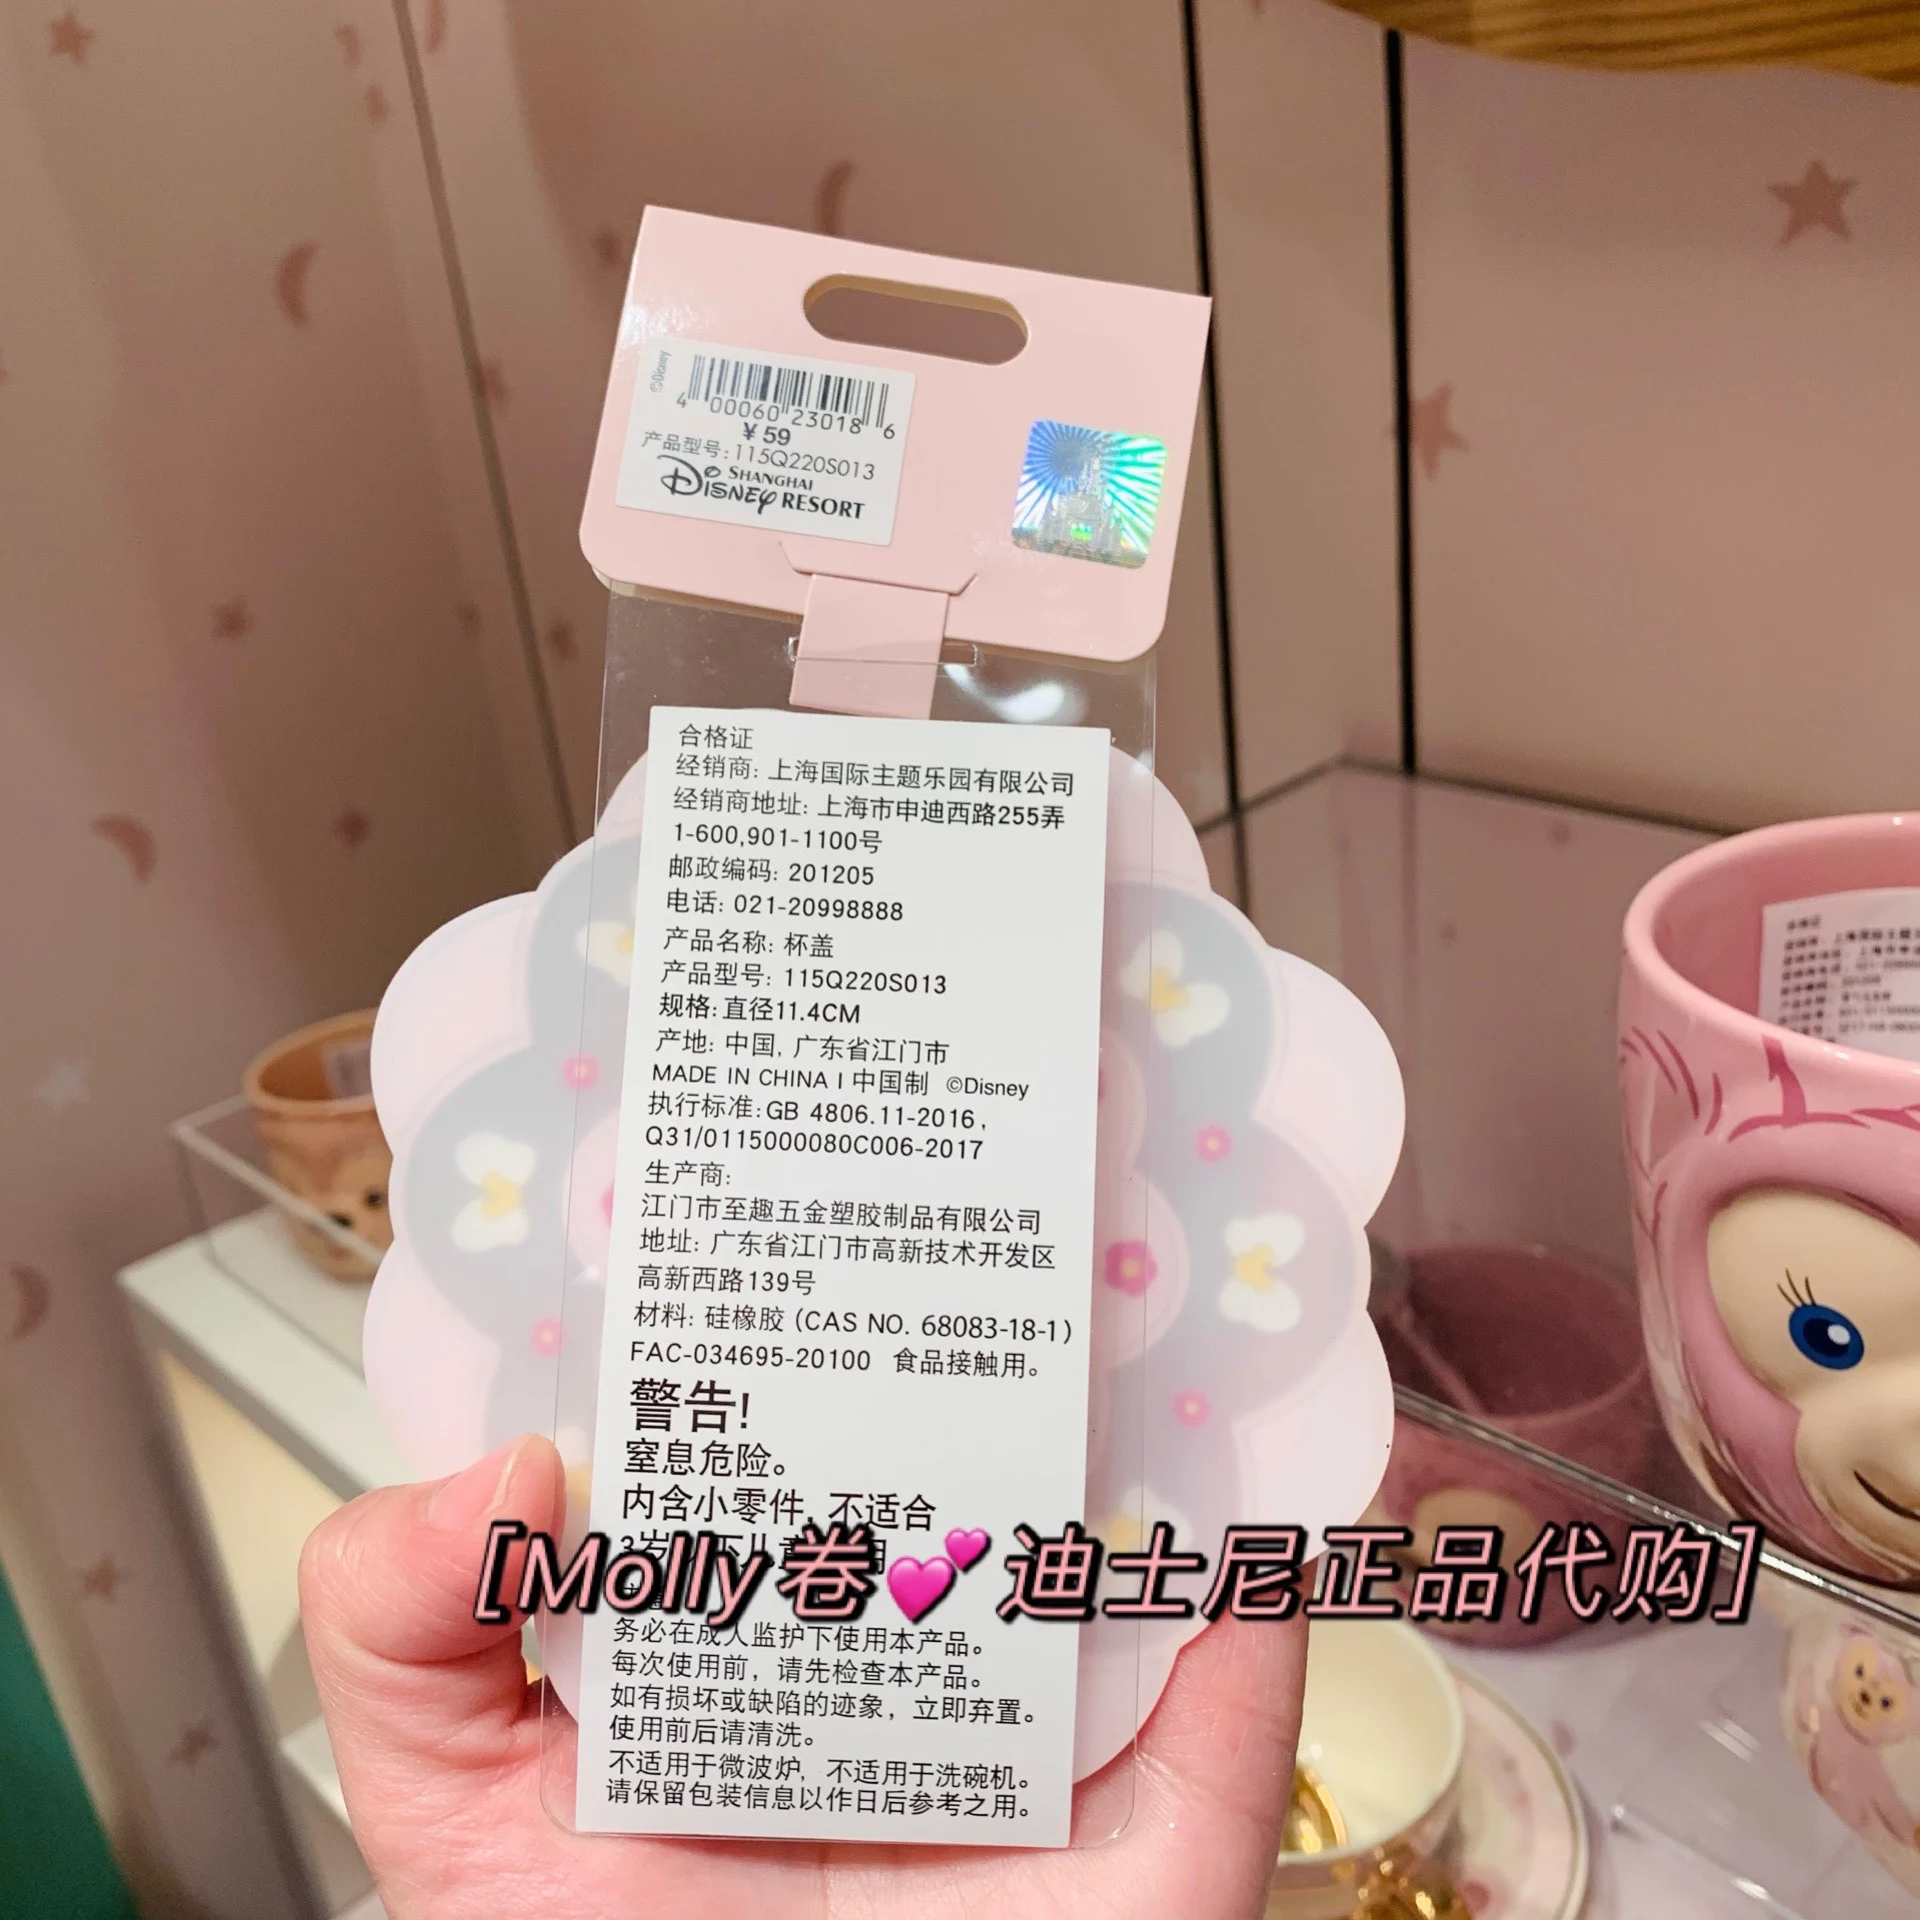 ©Disney
4 00060 23018 6
¥ 59
产品型号:115Q220S013
SHANGHAI
DISNEY RESORT
合格证
经销商: 上海国际主题乐园有限公司
经销商地址: 上海市申迪西路255弄
1-600,901-1100号
邮政编码: 201205
电话: 021-20998888
产品名称: 杯盖
产品型号: 115Q220S013
规格: 直径11.4CM
产地: 中国, 广东省江门市
MADE IN CHINA I 中国制 ©Disney
执行标准:GB 4806.11-2016,
Q31/0115000080C006-2017
生产商:
江门市至趣五金塑胶制品有限公司
地址: 广东省江门市高新技术开发区
高新西路139号
材料: 硅橡胶 (CAS NO. 68083-18-1)
FAC-034695-20100 食品接触用。
警告!
窒息危险。
内含小零件, 不适合
3岁
[Molly卷💕迪士尼正品代购]
务必在成人监护下使用本产品。
每次使用前，请先检查本产品。
如有损坏或缺陷的迹象，立即弃置。
使用前后请清洗。
不适用于微波炉，不适用于洗碗机。
请保留包装信息以作日后参考之用。
合格证